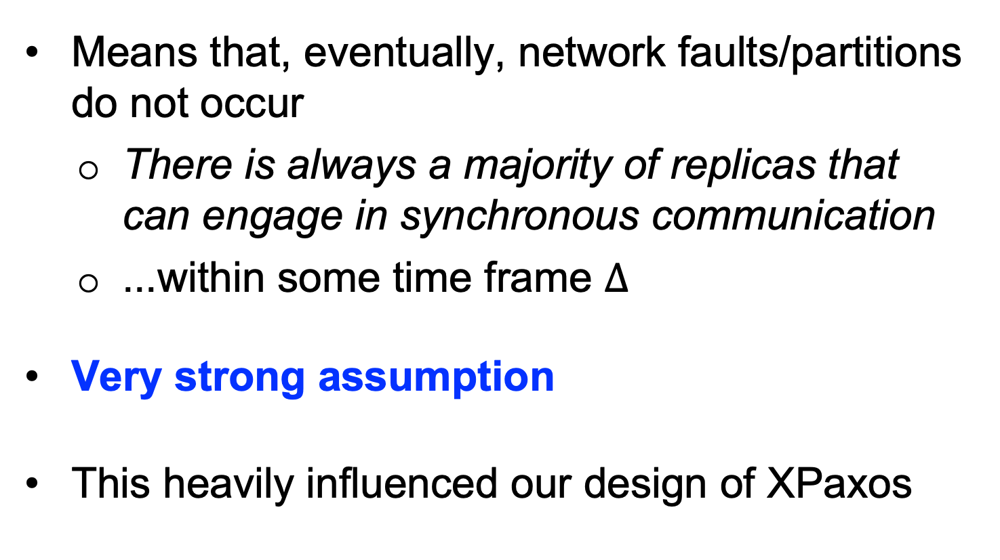 • Means that, eventually, network faults/partitions
do not occur
o There is always a majority of replicas that
can engage in synchronous communication
o ...within some time frame Δ
• Very strong assumption
• This heavily influenced our design of XPaxos